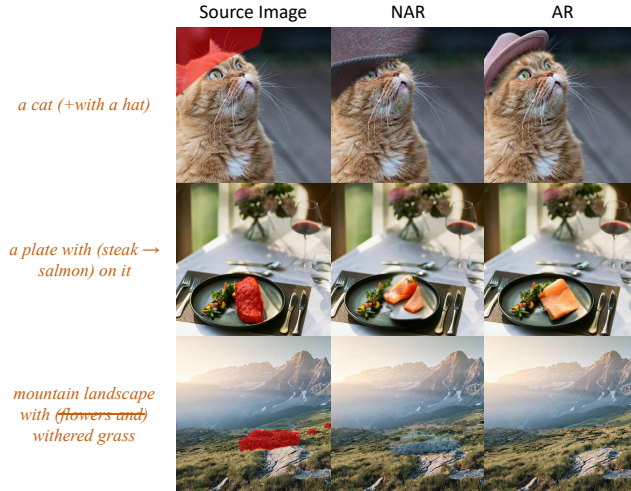 Source Image NAR AR
a cat (+with a hat)
a plate with (steak →
salmon) on it
mountain landscape
with (flowers and)
withered grass